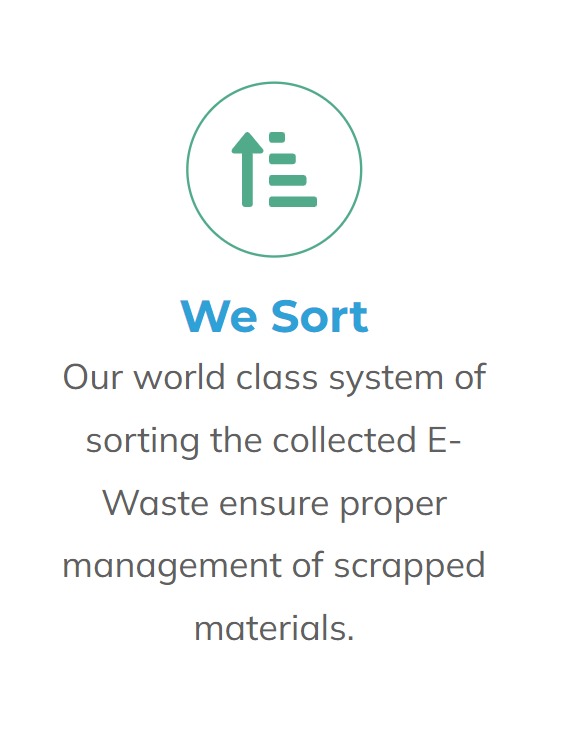 We Sort
Our world class system of
sorting the collected E-
Waste ensure proper
management of scrapped
materials.